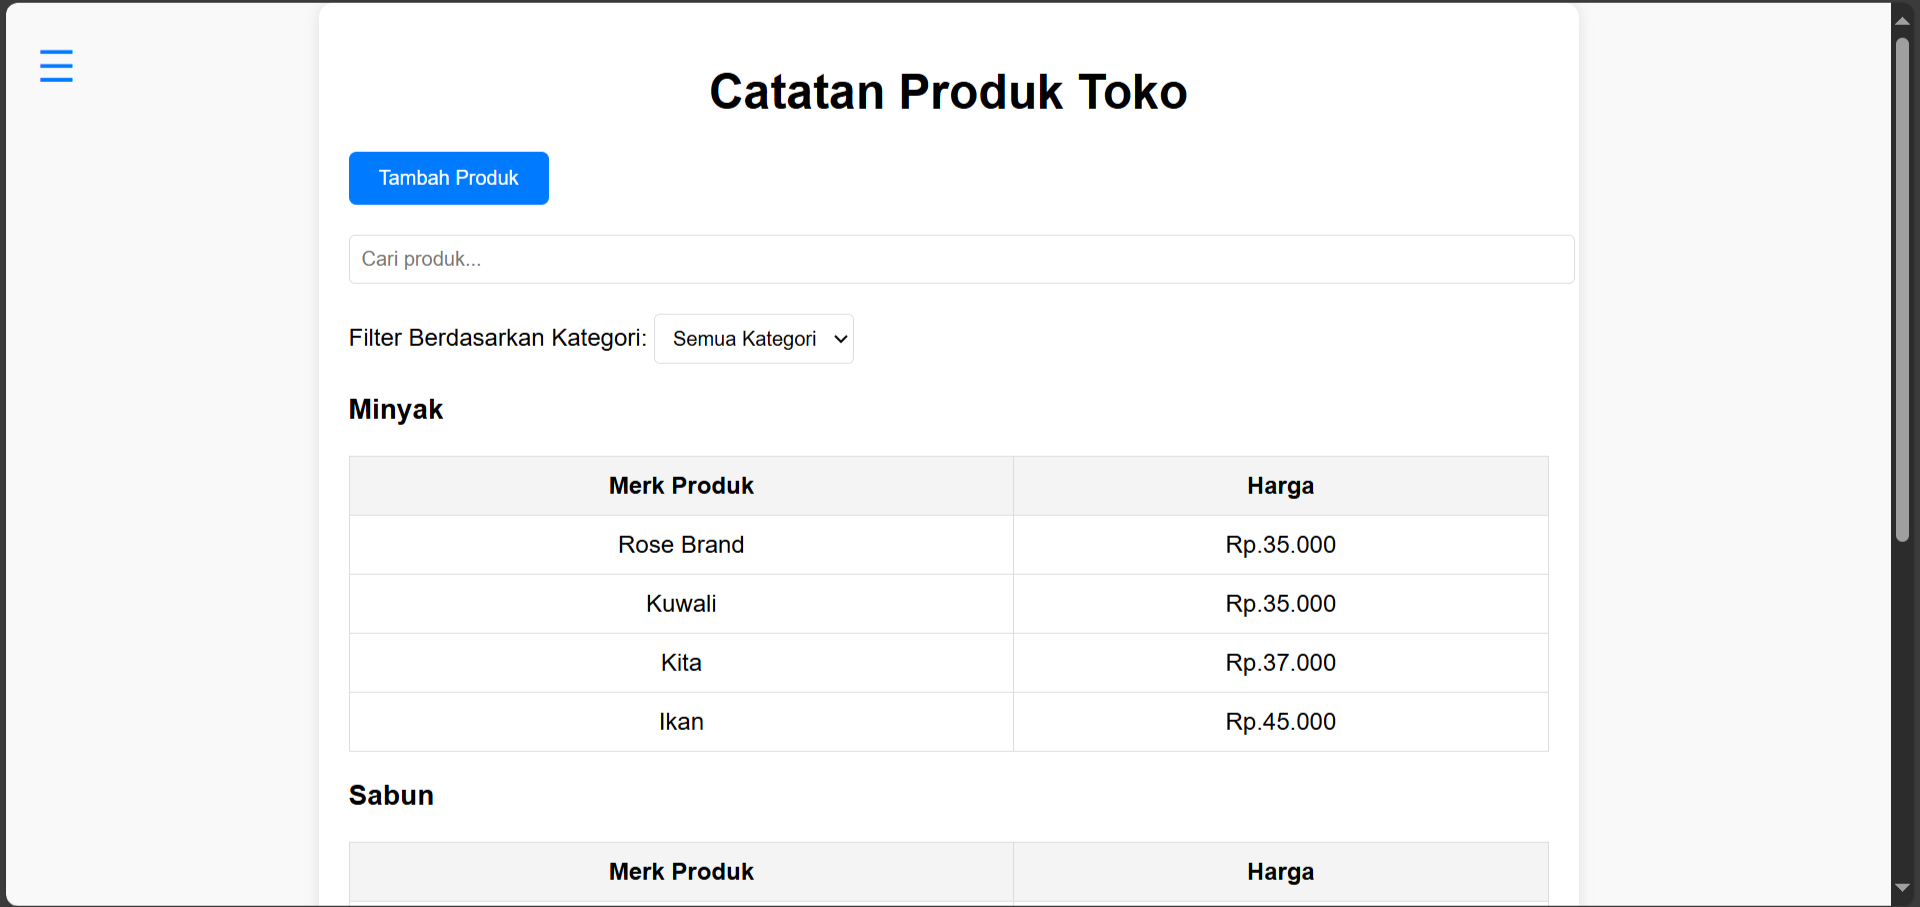 Catatan Produk Toko
Tambah Produk
Cari produk...
Filter Berdasarkan Kategori: Semua Kategori
Minyak
Merk Produk Harga
Rose Brand Rp.35.000
Kuwali Rp.35.000
Kita Rp.37.000
Ikan Rp.45.000
Sabun
Merk Produk Harga